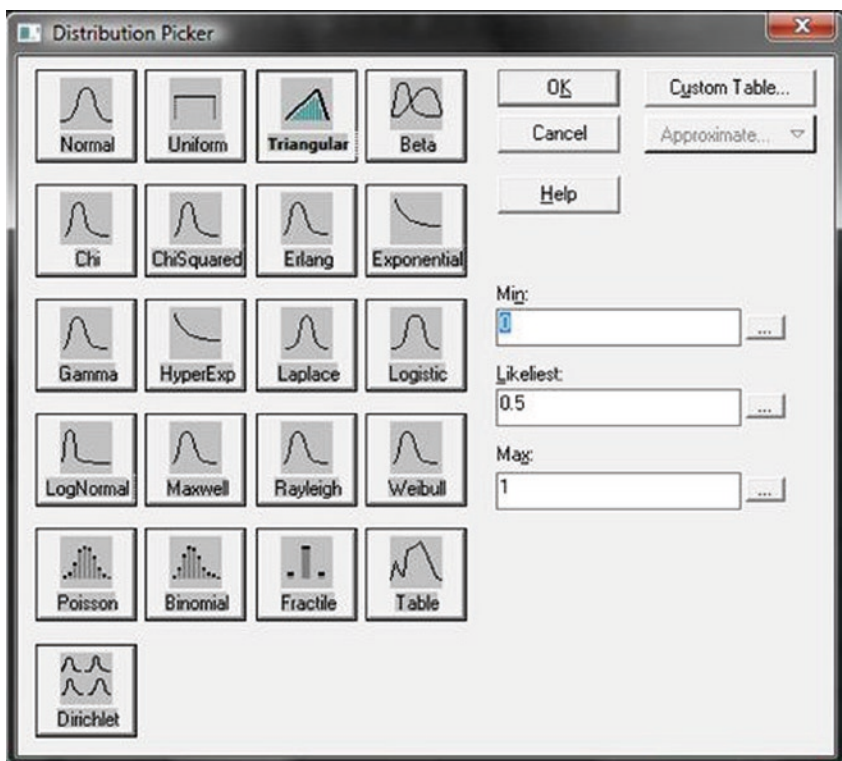 Distribution Picker
Normal
Uniform
Triangular
Beta
Chi
ChiSquared
Erlang
Exponential
Gamma
HyperExp
Laplace
Logistic
LogNormal
Maxwell
Rayleigh
Weibull
Poisson
Binomial
Fractile
Table
Dirichlet
OK
Custom Table...
Cancel
Approximate...
Help
Min:
0
...
Likeliest:
0.5
...
Max:
1
...